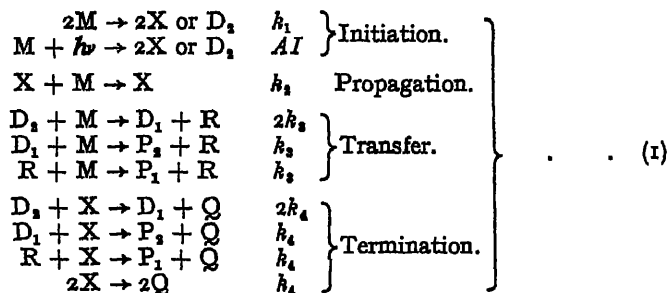 2M → 2X or D₂ k₁
M + hν → 2X or D₂ AI } Initiation.
X + M → X k₂ Propagation.
D₂ + M → D₁ + R 2k₃
D₁ + M → P₂ + R k₃ } Transfer. . . (1)
R + M → P₁ + R k₃
D₂ + X → D₁ + Q 2k₄
D₁ + X → P₂ + Q k₄
R + X → P₁ + Q k₄ } Termination.
2X → 2Q k₄